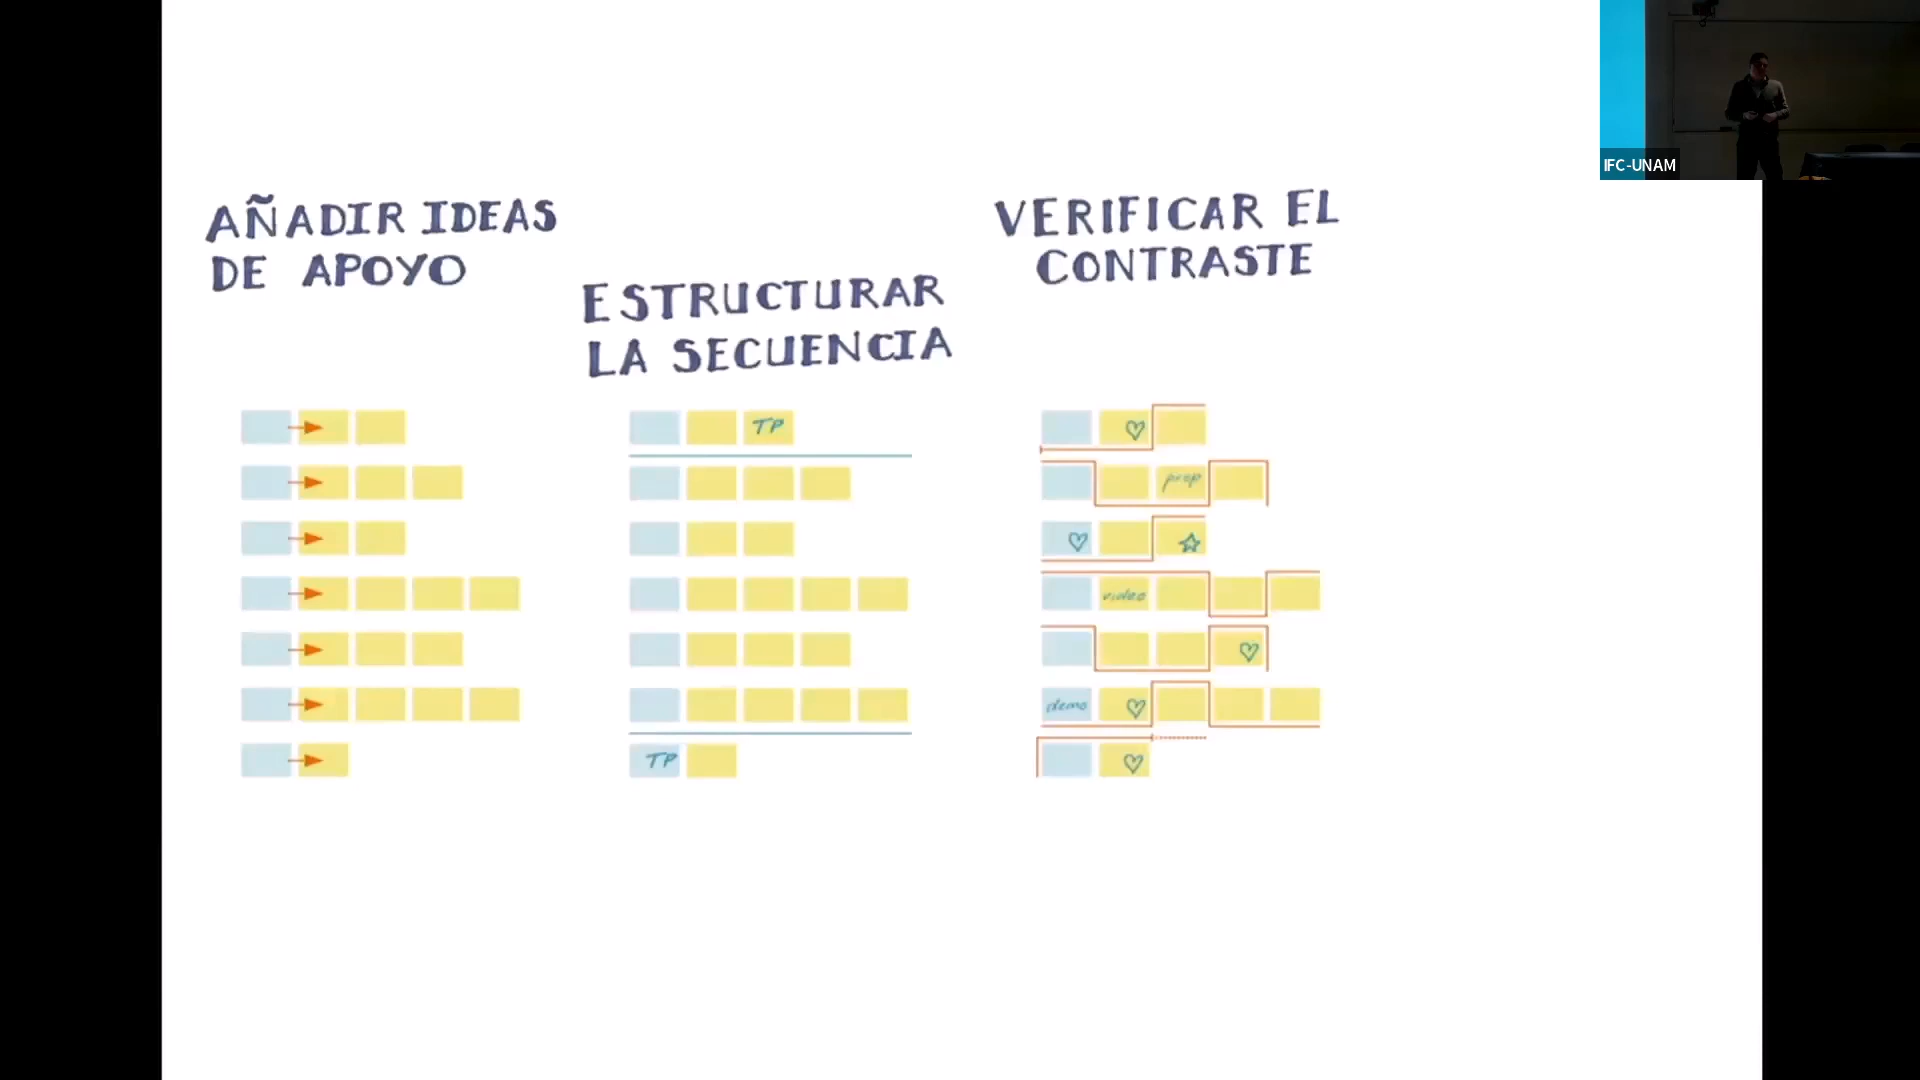 IFC-UNAM
AÑADIR IDEAS
DE APOYO
ESTRUCTURAR
LA SECUENCIA
VERIFICAR EL
CONTRASTE
TP
TP
prop
video
demo